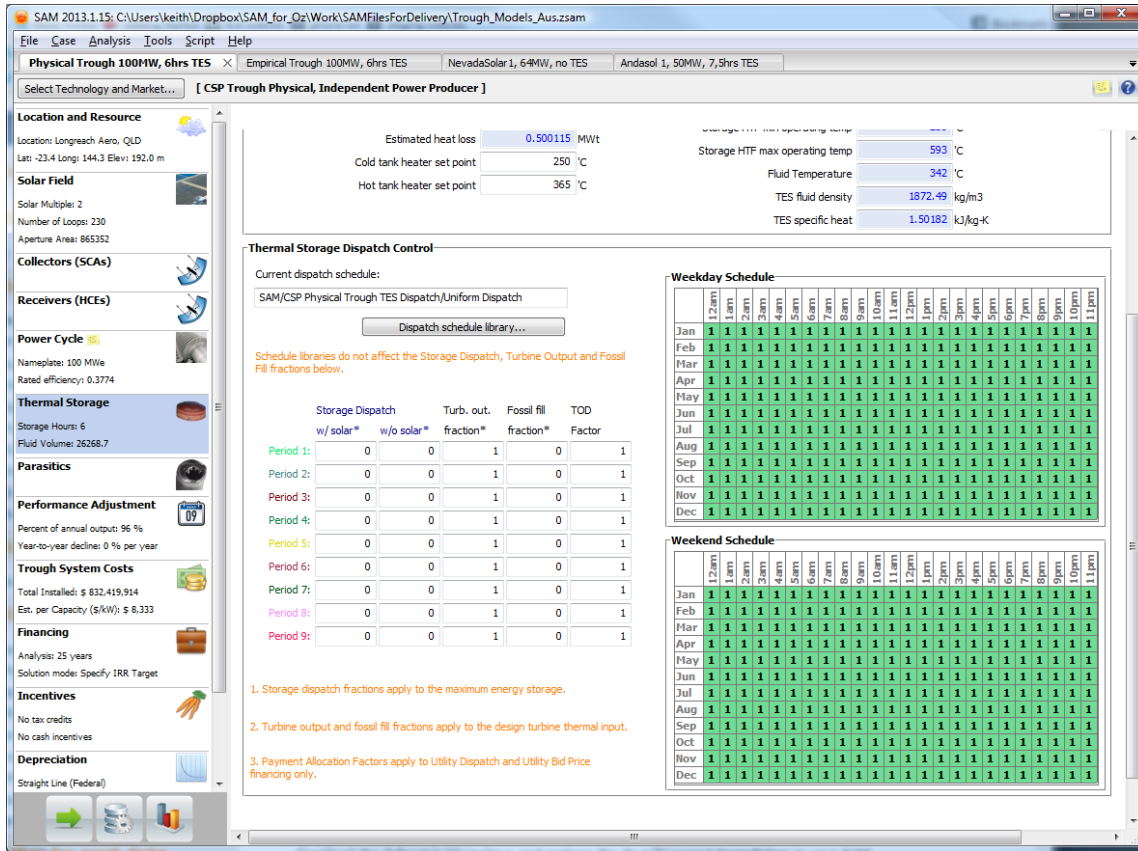 SAM 2013.1.15: C:\Users\keith\Dropbox\SAM_for_Oz\Work\SAMFilesForDelivery\Trough_Models_Aus.zsam
File Case Analysis Tools Script Help
Physical Trough 100MW, 6hrs TES Empirical Trough 100MW, 6hrs TES NevadaSolar1, 64MW, no TES Andasol 1, 50MW, 7,5hrs TES
Select Technology and Market... [ CSP Trough Physical, Independent Power Producer ]
Location and Resource
Location: Longreach Aero, QLD
Lat: -23.4 Long: 144.3 Elev: 192.0 m
Solar Field
Solar Multiple: 2
Number of Loops: 230
Aperture Area: 865352
Collectors (SCAs)
Receivers (HCEs)
Power Cycle
Nameplate: 100 MWe
Rated efficiency: 0.3774
Thermal Storage
Storage Hours: 6
Fluid Volume: 26268.7
Parasitics
Performance Adjustment
09
Percent of annual output: 96 %
Year-to-year decline: 0 % per year
Trough System Costs
Total Installed: $ 832,419,914
Est. per Capacity ($/kW): $ 8,333
Financing
Analysis: 25 years
Solution mode: Specify IRR Target
Incentives
No tax credits
No cash incentives
Depreciation
Straight Line (Federal)
Estimated heat loss 0.500115 MWt
Cold tank heater set point 250 'C
Hot tank heater set point 365 'C
Storage HTF min operating temp
Storage HTF max operating temp 593 'C
Fluid Temperature 342 'C
TES fluid density 1872.49 kg/m3
TES specific heat 1.50182 kJ/kg-K
Thermal Storage Dispatch Control
Current dispatch schedule:
SAM/CSP Physical Trough TES Dispatch/Uniform Dispatch
Dispatch schedule library...
Schedule libraries do not affect the Storage Dispatch, Turbine Output and Fossil
Fill fractions below.
Storage Dispatch Turb. out. Fossil fill TOD
w/ solar* w/o solar* fraction* fraction* Factor
Period 1: 0 0 1 0 1
Period 2: 0 0 1 0 1
Period 3: 0 0 1 0 1
Period 4: 0 0 1 0 1
Period 5: 0 0 1 0 1
Period 6: 0 0 1 0 1
Period 7: 0 0 1 0 1
Period 8: 0 0 1 0 1
Period 9: 0 0 1 0 1
1. Storage dispatch fractions apply to the maximum energy storage.
2. Turbine output and fossil fill fractions apply to the design turbine thermal input.
3. Payment Allocation Factors apply to Utility Dispatch and Utility Bid Price
financing only.
Weekday Schedule
12am 1am 2am 3am 4am 5am 6am 7am 8am 9am 10am 11am 12pm 1pm 2pm 3pm 4pm 5pm 6pm 7pm 8pm 9pm 10pm 11pm
Jan 1 1 1 1 1 1 1 1 1 1 1 1 1 1 1 1 1 1 1 1 1 1 1 1
Feb 1 1 1 1 1 1 1 1 1 1 1 1 1 1 1 1 1 1 1 1 1 1 1 1
Mar 1 1 1 1 1 1 1 1 1 1 1 1 1 1 1 1 1 1 1 1 1 1 1 1
Apr 1 1 1 1 1 1 1 1 1 1 1 1 1 1 1 1 1 1 1 1 1 1 1 1
May 1 1 1 1 1 1 1 1 1 1 1 1 1 1 1 1 1 1 1 1 1 1 1 1
Jun 1 1 1 1 1 1 1 1 1 1 1 1 1 1 1 1 1 1 1 1 1 1 1 1
Jul 1 1 1 1 1 1 1 1 1 1 1 1 1 1 1 1 1 1 1 1 1 1 1 1
Aug 1 1 1 1 1 1 1 1 1 1 1 1 1 1 1 1 1 1 1 1 1 1 1 1
Sep 1 1 1 1 1 1 1 1 1 1 1 1 1 1 1 1 1 1 1 1 1 1 1 1
Oct 1 1 1 1 1 1 1 1 1 1 1 1 1 1 1 1 1 1 1 1 1 1 1 1
Nov 1 1 1 1 1 1 1 1 1 1 1 1 1 1 1 1 1 1 1 1 1 1 1 1
Dec 1 1 1 1 1 1 1 1 1 1 1 1 1 1 1 1 1 1 1 1 1 1 1 1
Weekend Schedule
12am 1am 2am 3am 4am 5am 6am 7am 8am 9am 10am 11am 12pm 1pm 2pm 3pm 4pm 5pm 6pm 7pm 8pm 9pm 10pm 11pm
Jan 1 1 1 1 1 1 1 1 1 1 1 1 1 1 1 1 1 1 1 1 1 1 1 1
Feb 1 1 1 1 1 1 1 1 1 1 1 1 1 1 1 1 1 1 1 1 1 1 1 1
Mar 1 1 1 1 1 1 1 1 1 1 1 1 1 1 1 1 1 1 1 1 1 1 1 1
Apr 1 1 1 1 1 1 1 1 1 1 1 1 1 1 1 1 1 1 1 1 1 1 1 1
May 1 1 1 1 1 1 1 1 1 1 1 1 1 1 1 1 1 1 1 1 1 1 1 1
Jun 1 1 1 1 1 1 1 1 1 1 1 1 1 1 1 1 1 1 1 1 1 1 1 1
Jul 1 1 1 1 1 1 1 1 1 1 1 1 1 1 1 1 1 1 1 1 1 1 1 1
Aug 1 1 1 1 1 1 1 1 1 1 1 1 1 1 1 1 1 1 1 1 1 1 1 1
Sep 1 1 1 1 1 1 1 1 1 1 1 1 1 1 1 1 1 1 1 1 1 1 1 1
Oct 1 1 1 1 1 1 1 1 1 1 1 1 1 1 1 1 1 1 1 1 1 1 1 1
Nov 1 1 1 1 1 1 1 1 1 1 1 1 1 1 1 1 1 1 1 1 1 1 1 1
Dec 1 1 1 1 1 1 1 1 1 1 1 1 1 1 1 1 1 1 1 1 1 1 1 1